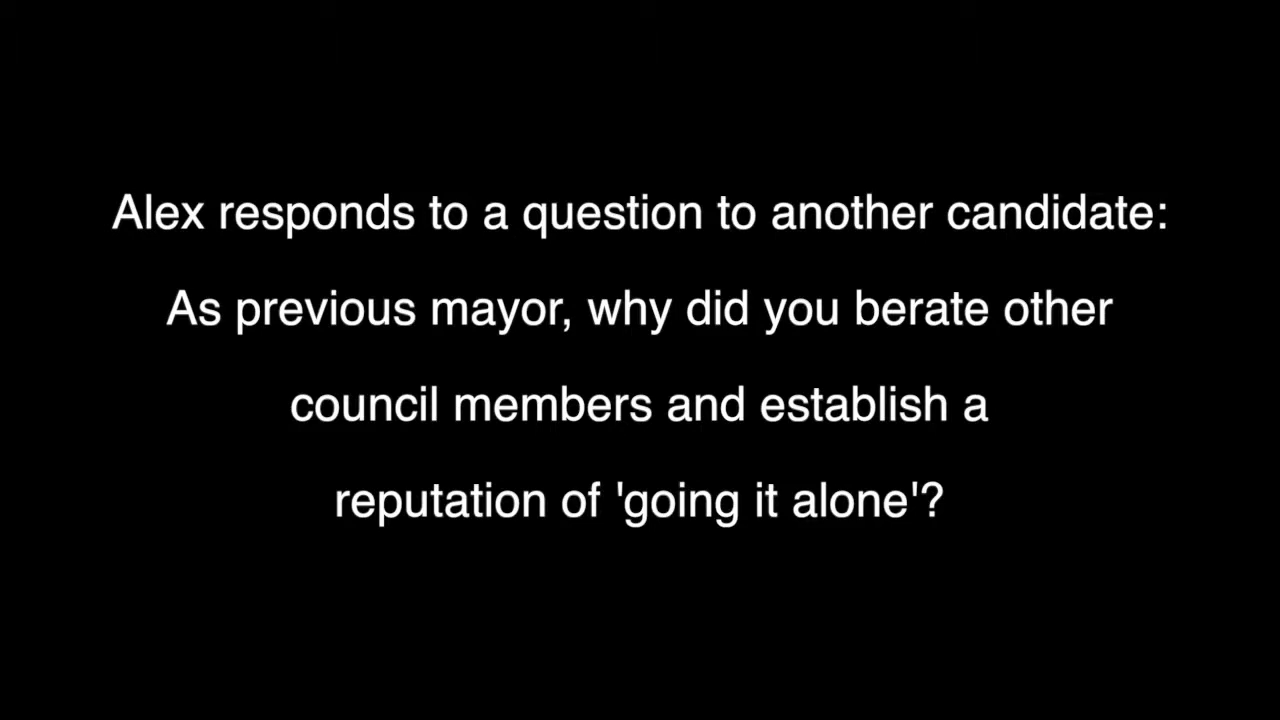 Alex responds to a question to another candidate:
As previous mayor, why did you berate other
council members and establish a
reputation of 'going it alone'?